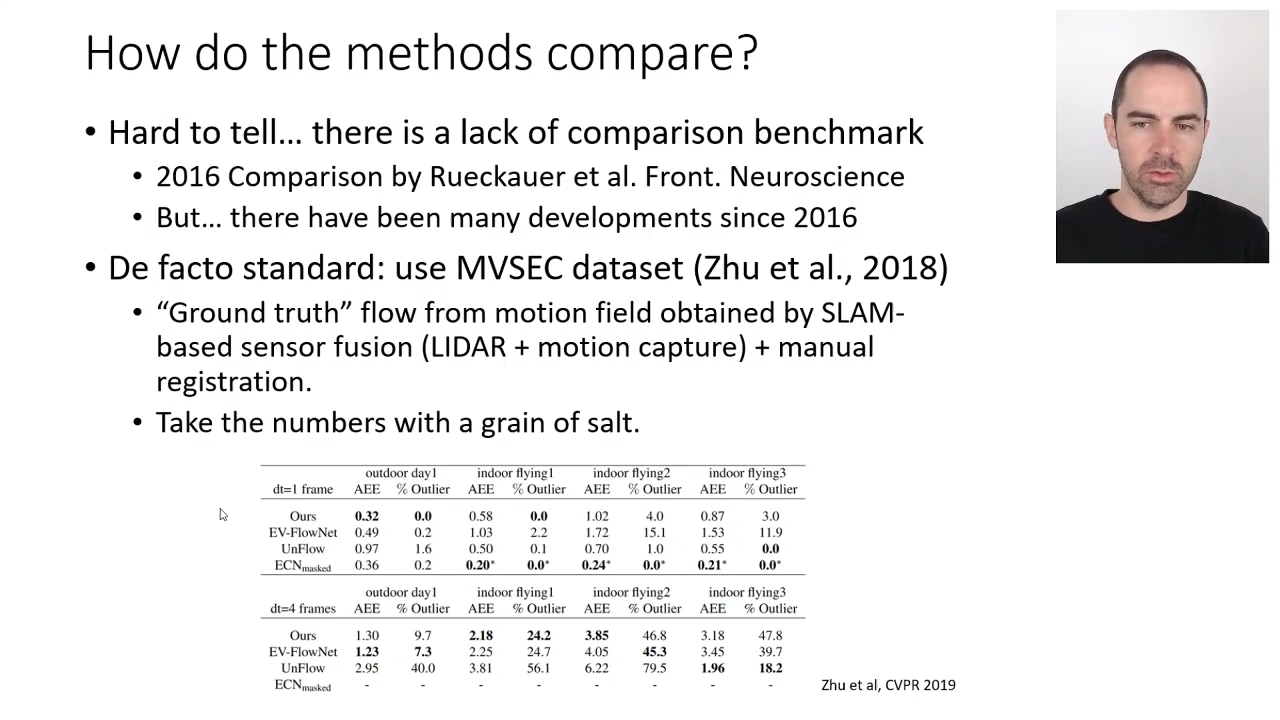 How do the methods compare?
• Hard to tell... there is a lack of comparison benchmark
• 2016 Comparison by Rueckauer et al. Front. Neuroscience
• But... there have been many developments since 2016
• De facto standard: use MVSEC dataset (Zhu et al., 2018)
• “Ground truth” flow from motion field obtained by SLAM-
based sensor fusion (LIDAR + motion capture) + manual
registration.
• Take the numbers with a grain of salt.
outdoor day1 indoor flying1 indoor flying2 indoor flying3
dt=1 frame AEE % Outlier AEE % Outlier AEE % Outlier AEE % Outlier
Ours 0.32 0.0 0.58 0.0 1.02 4.0 0.87 3.0
EV-FlowNet 0.49 0.2 1.03 2.2 1.72 15.1 1.53 11.9
UnFlow 0.97 1.6 0.50 0.1 0.70 1.0 0.55 0.0
ECNmasked 0.36 0.2 0.20* 0.0* 0.24* 0.0* 0.21* 0.0*
outdoor day1 indoor flying1 indoor flying2 indoor flying3
dt=4 frames AEE % Outlier AEE % Outlier AEE % Outlier AEE % Outlier
Ours 1.30 9.7 2.18 24.2 3.85 46.8 3.18 47.8
EV-FlowNet 1.23 7.3 2.25 24.7 4.05 45.3 3.45 39.7
UnFlow 2.95 40.0 3.81 56.1 6.22 79.5 1.96 18.2
ECNmasked - - - - - - - -
Zhu et al, CVPR 2019